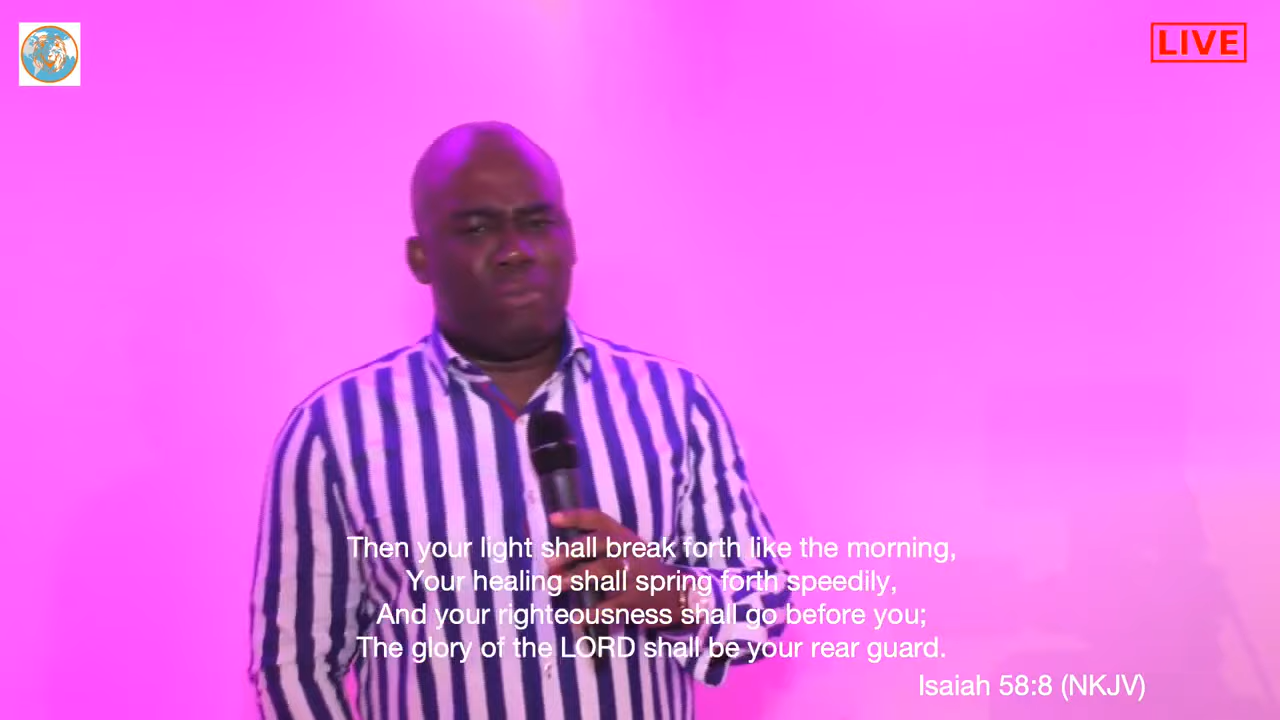 LIVE
Then your light shall break forth like the morning,
Your healing shall spring forth speedily,
And your righteousness shall go before you;
The glory of the LORD shall be your rear guard.
Isaiah 58:8 (NKJV)